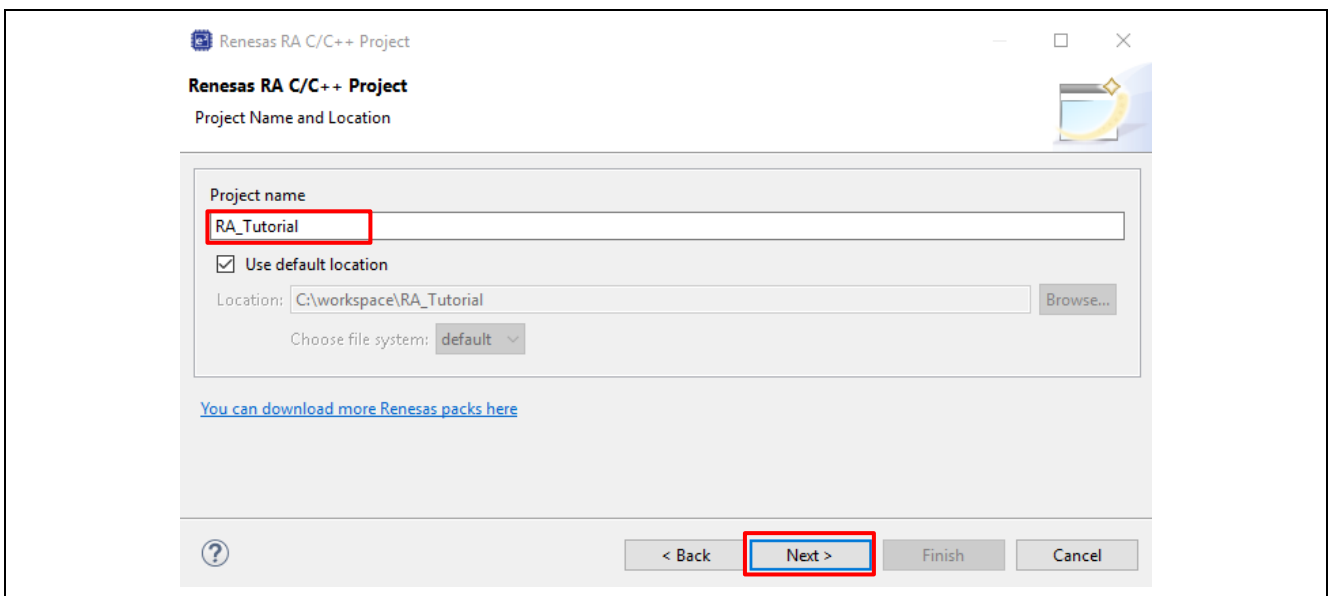 Renesas RA C/C++ Project
Renesas RA C/C++ Project
Project Name and Location
Project name
RA_Tutorial
Use default location
Location: C:\workspace\RA_Tutorial Browse...
Choose file system: default
You can download more Renesas packs here
? < Back Next > Finish Cancel